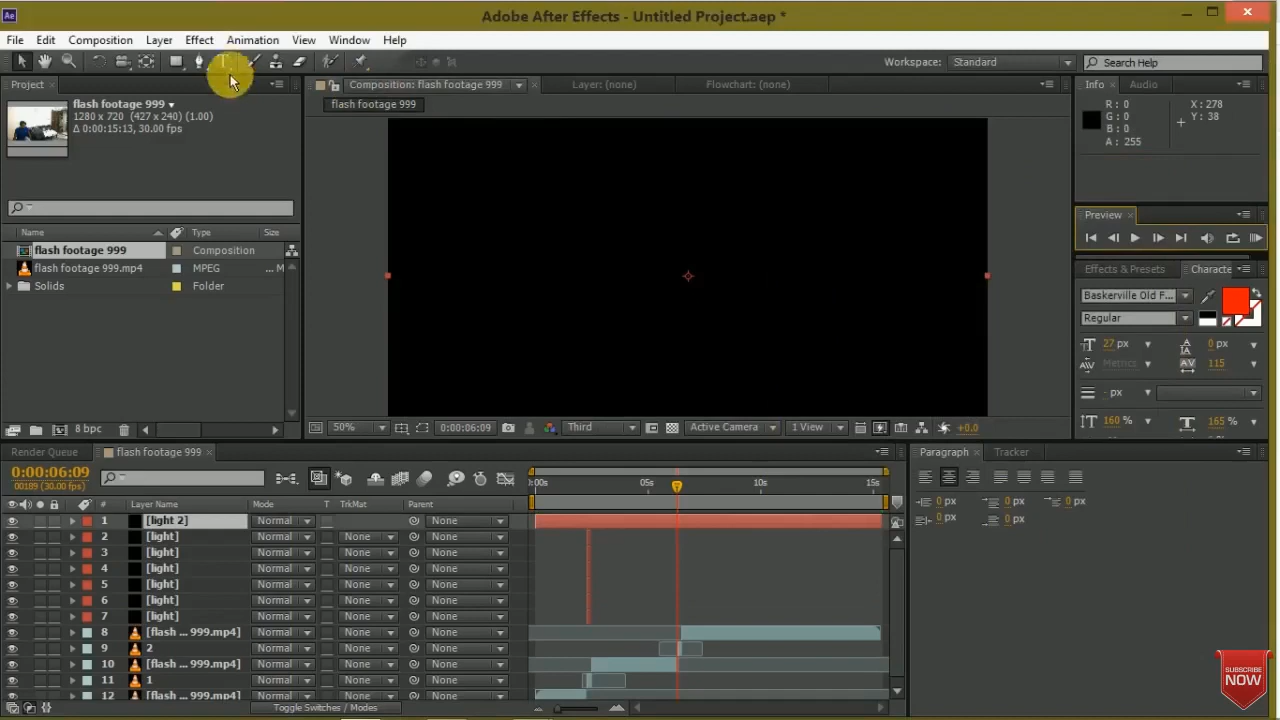 Ae
Adobe After Effects - Untitled Project.aep *
File Edit Composition Layer Effect Animation View Window Help
Workspace: Standard Search Help
Project
flash footage 999
1280 x 720 (427 x 240) (1.00)
Δ 0:00:15:13, 30.00 fps
Name Type Size
flash footage 999 Composition
flash footage 999.mp4 MPEG ... M
Solids Folder
8 bpc
Composition: flash footage 999 Layer: (none) Flowchart: (none)
flash footage 999
50% 0:00:06:09 Third Active Camera 1 View +0.0
Info Audio
R: 0 X: 278
G: 0 Y: 38
B: 0
A: 255
Preview
Effects & Presets Characte
Baskerville Old F...
Regular
27 px 0 px
Metrics 115
- px
160 % 165 %
Render Queue flash footage 999
0:00:06:09
00189 (30.00 fps)
# Layer Name Mode T TrkMat Parent
:00s 05s 10s 15s
1 [light 2] Normal None
2 [light] Normal None None
3 [light] Normal None None
4 [light] Normal None None
5 [light] Normal None None
6 [light] Normal None None
7 [light] Normal None None
8 [flash ... 999.mp4] Normal None None
9 2 Normal None None
10 [flash ... 999.mp4] Normal None None
11 1 Normal None None
12 [flash ... 999.mp4] Normal None None
Toggle Switches / Modes
Paragraph Tracker
0 px 0 px 0 px
0 px 0 px
SUBSCRIBE
NOW